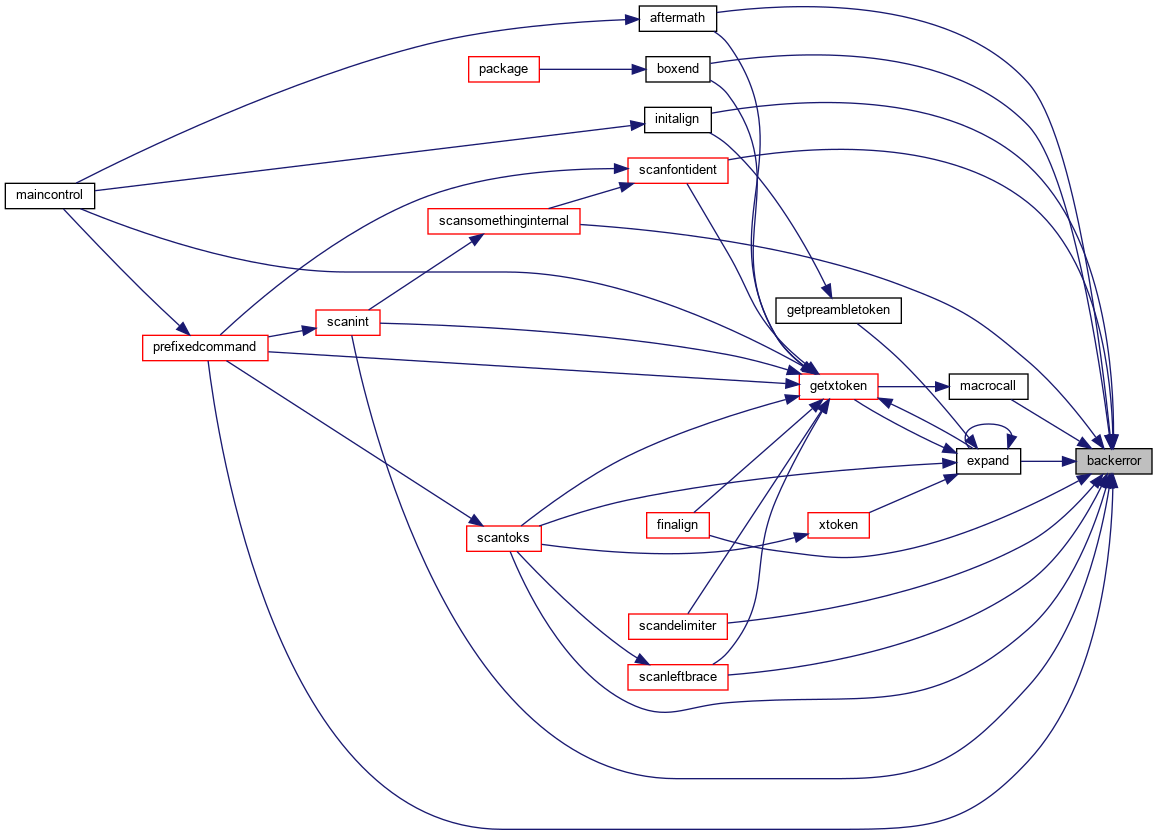 aftermath
package
boxend
initalign
scanfontident
maincontrol
scansomethinginternal
getpreambletoken
scanint
prefixedcommand
getxtoken
macrocall
expand
backerror
finalign
xtoken
scantoks
scandelimiter
scanleftbrace